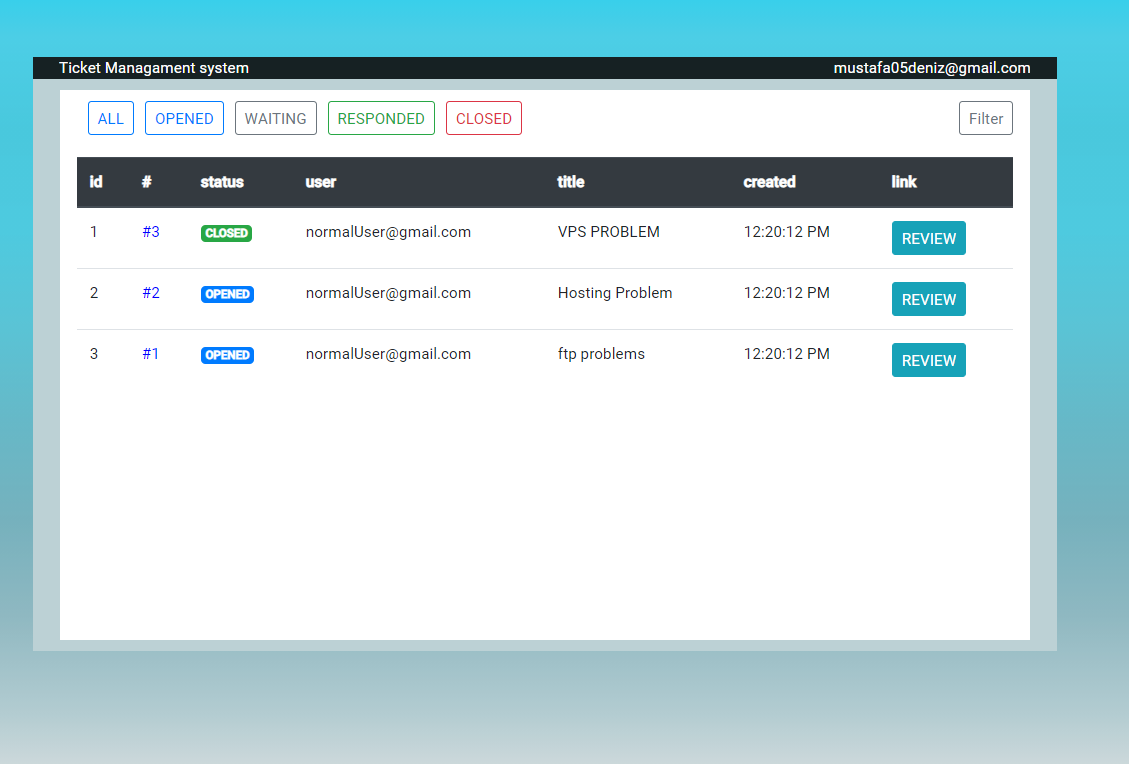 Ticket Managament system mustafa05deniz@gmail.com
ALL OPENED WAITING RESPONDED CLOSED Filter
id # status user title created link
1 #3 CLOSED normalUser@gmail.com VPS PROBLEM 12:20:12 PM REVIEW
2 #2 OPENED normalUser@gmail.com Hosting Problem 12:20:12 PM REVIEW
3 #1 OPENED normalUser@gmail.com ftp problems 12:20:12 PM REVIEW